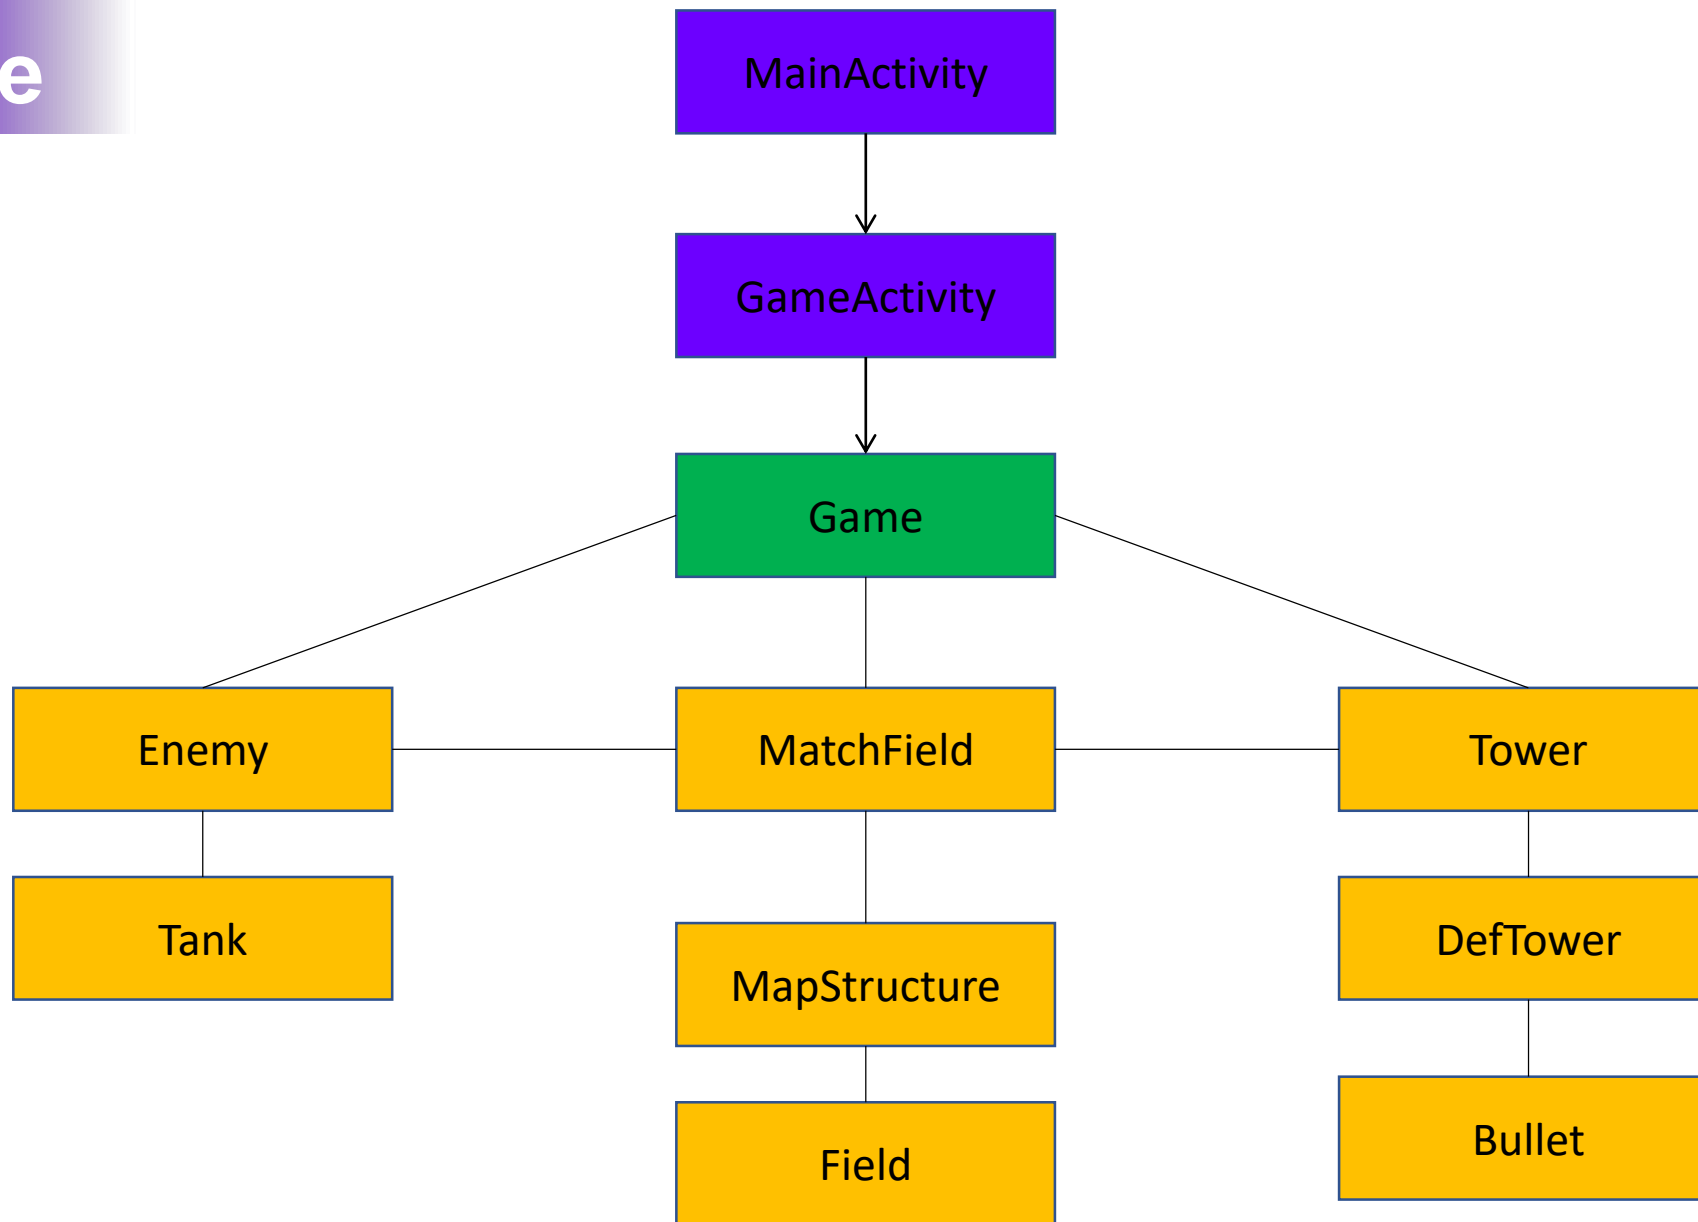 e
MainActivity
GameActivity
Game
Enemy
MatchField
Tower
Tank
DefTower
MapStructure
Bullet
Field